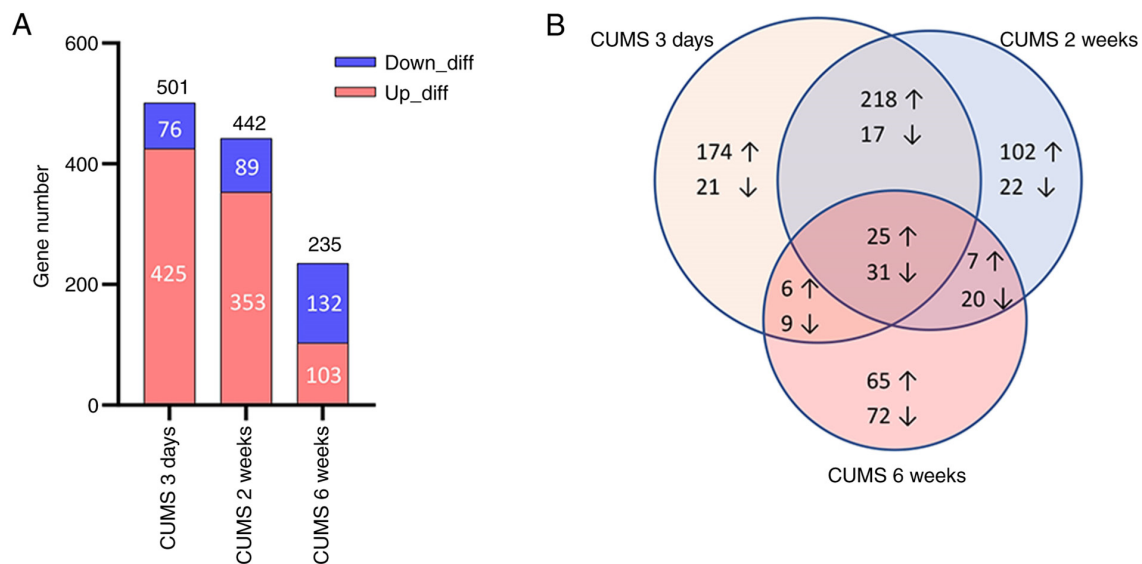 A
600
400
200
0
Gene number
Down_diff
Up_diff
501
76
425
442
89
353
235
132
103
CUMS 3 days
CUMS 2 weeks
CUMS 6 weeks
B
CUMS 3 days
CUMS 2 weeks
218 ↑
17 ↓
174 ↑
21 ↓
102 ↑
22 ↓
25 ↑
31 ↓
7 ↑
20 ↓
6 ↑
9 ↓
65 ↑
72 ↓
CUMS 6 weeks